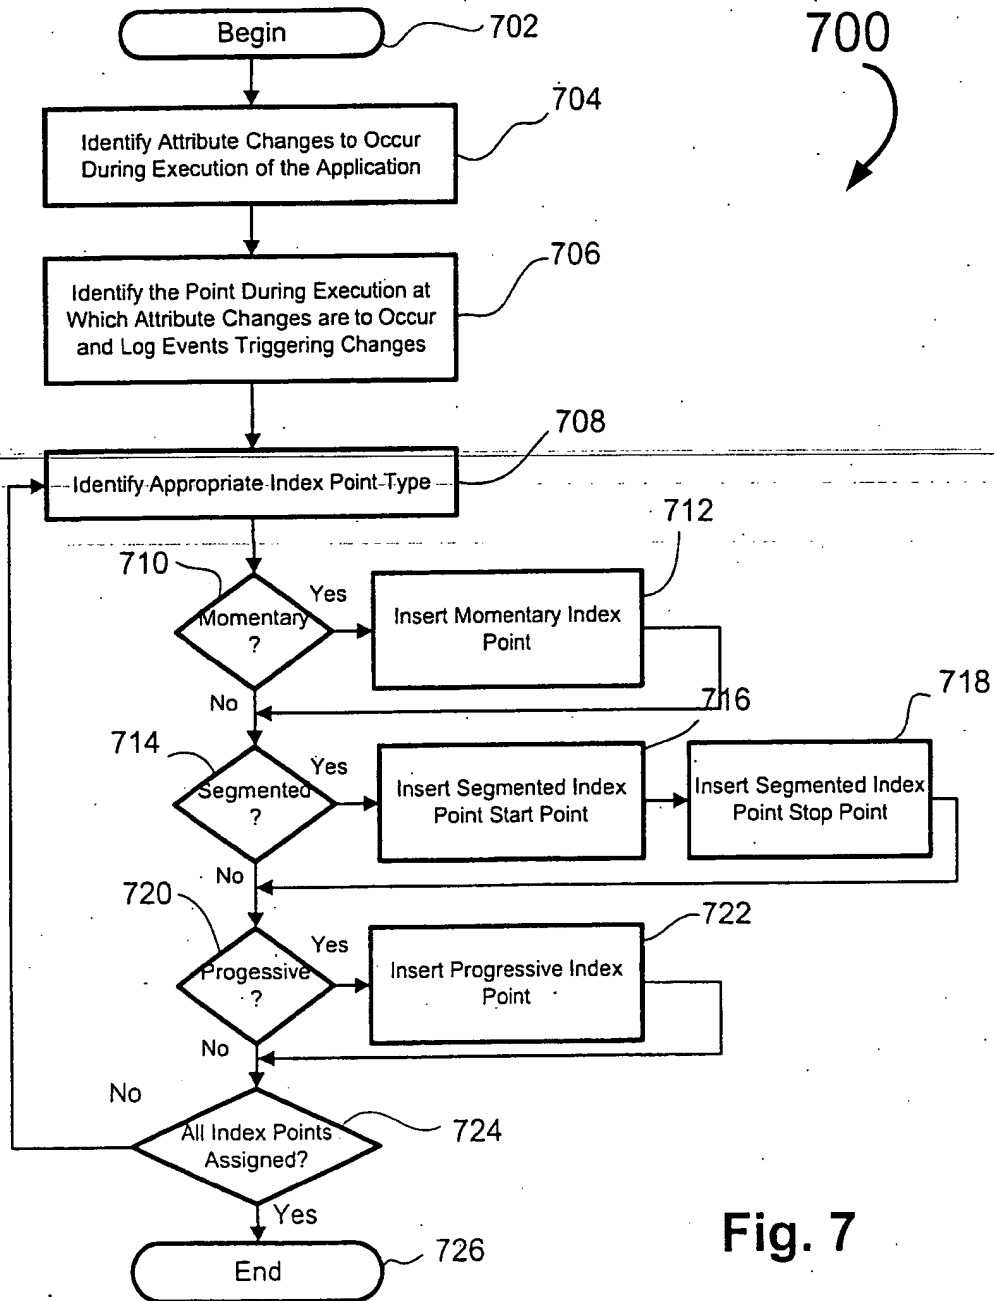 700
Begin
702
Identify Attribute Changes to Occur
During Execution of the Application
704
Identify the Point During Execution at
Which Attribute Changes are to Occur
and Log Events Triggering Changes
706
Identify Appropriate Index Point Type
708
710
Momentary
?
Yes
No
Insert Momentary Index
Point
712
714
Segmented
?
Yes
No
Insert Segmented Index
Point Start Point
716
Insert Segmented Index
Point Stop Point
718
720
Progessive
?
Yes
No
Insert Progressive Index
Point
722
All Index Points
Assigned?
724
No
Yes
End
726
Fig. 7